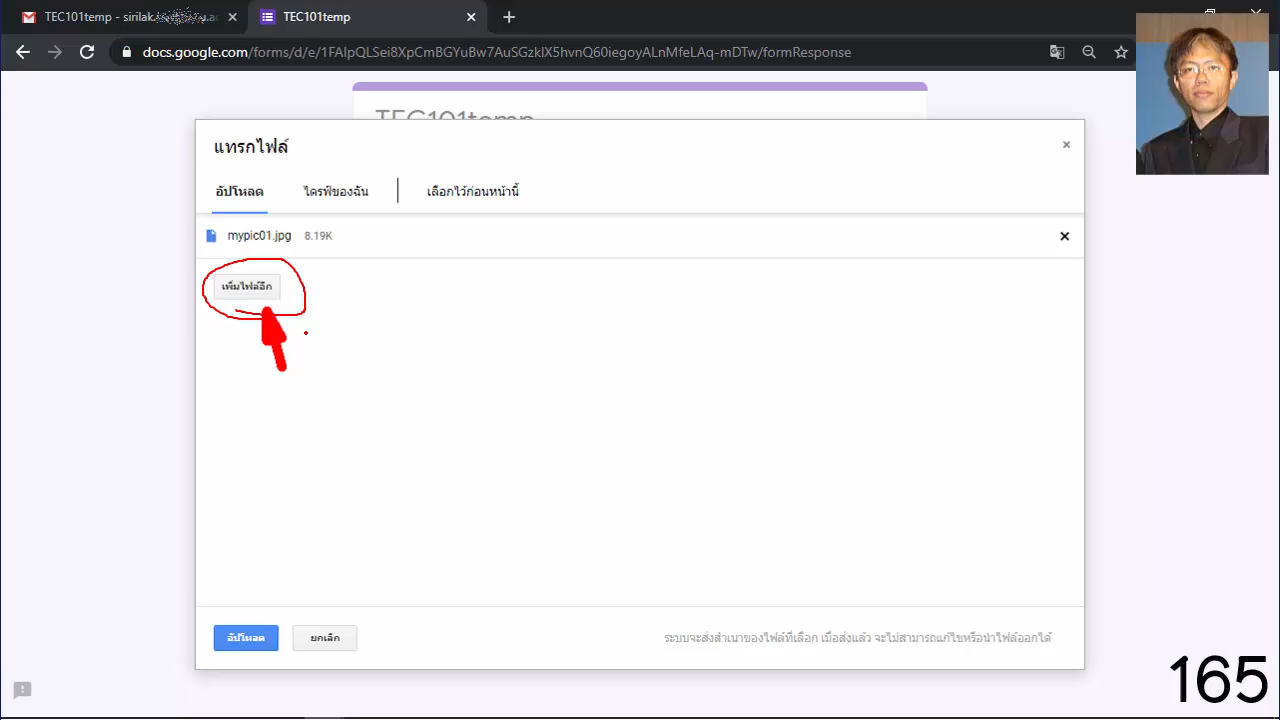 TEC101temp - sirilak.
TEC101temp
docs.google.com/forms/d/e/1FAIpQLSei8XpCmBGYuBw7AuSGzkIX5hvnQ60iegoyALnMfeLAq-mDTw/formResponse
TEC101temp
แทรกไฟล์
อัปโหลด ไดรฟ์ของฉัน เลือกไว้ก่อนหน้านี้
mypic01.jpg 8.19K
เพิ่มไฟล์อีก
อัปโหลด ยกเลิก ระบบจะส่งสำเนาของไฟล์ที่เลือก เมื่อส่งแล้ว จะไม่สามารถแก้ไขหรือนำไฟล์ออกได้
165